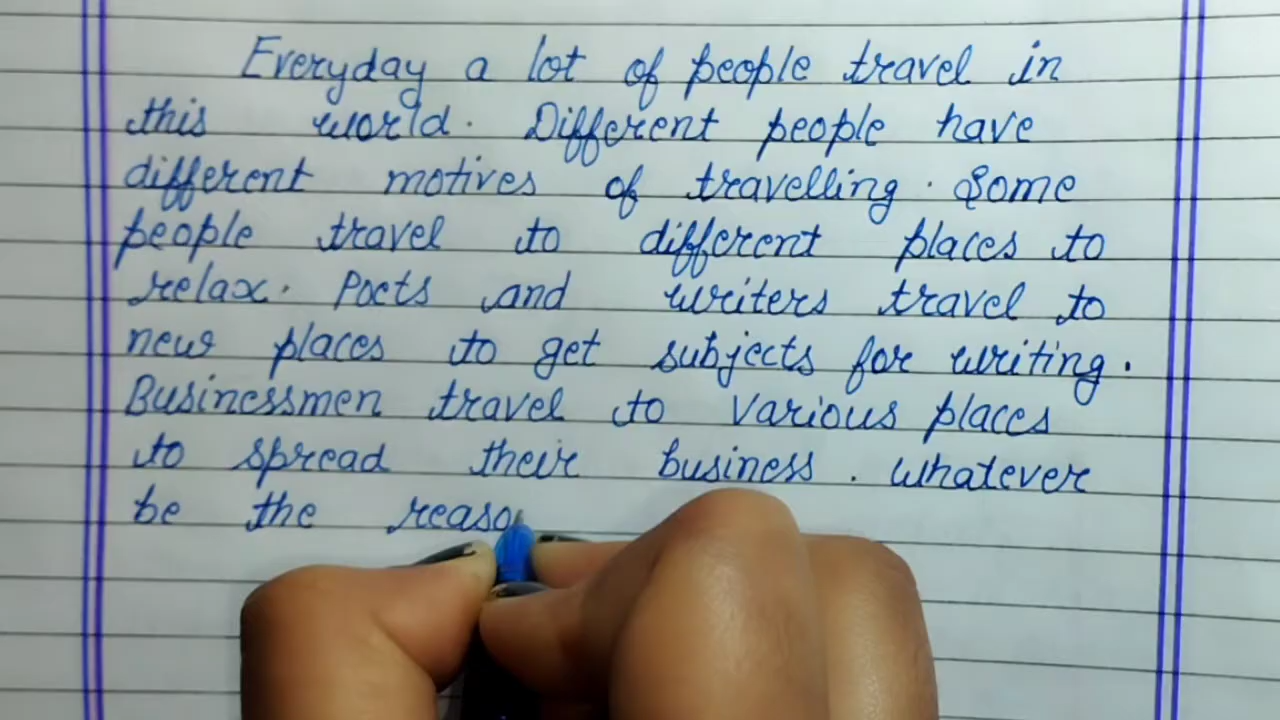 Everyday a lot of people travel in
this world. Different people have
different motives of travelling. Some
people travel to different places to
relax. Poets and writers travel to
new places to get subjects for writing.
Businessmen travel to various places
to spread their business. Whatever
be the reaso